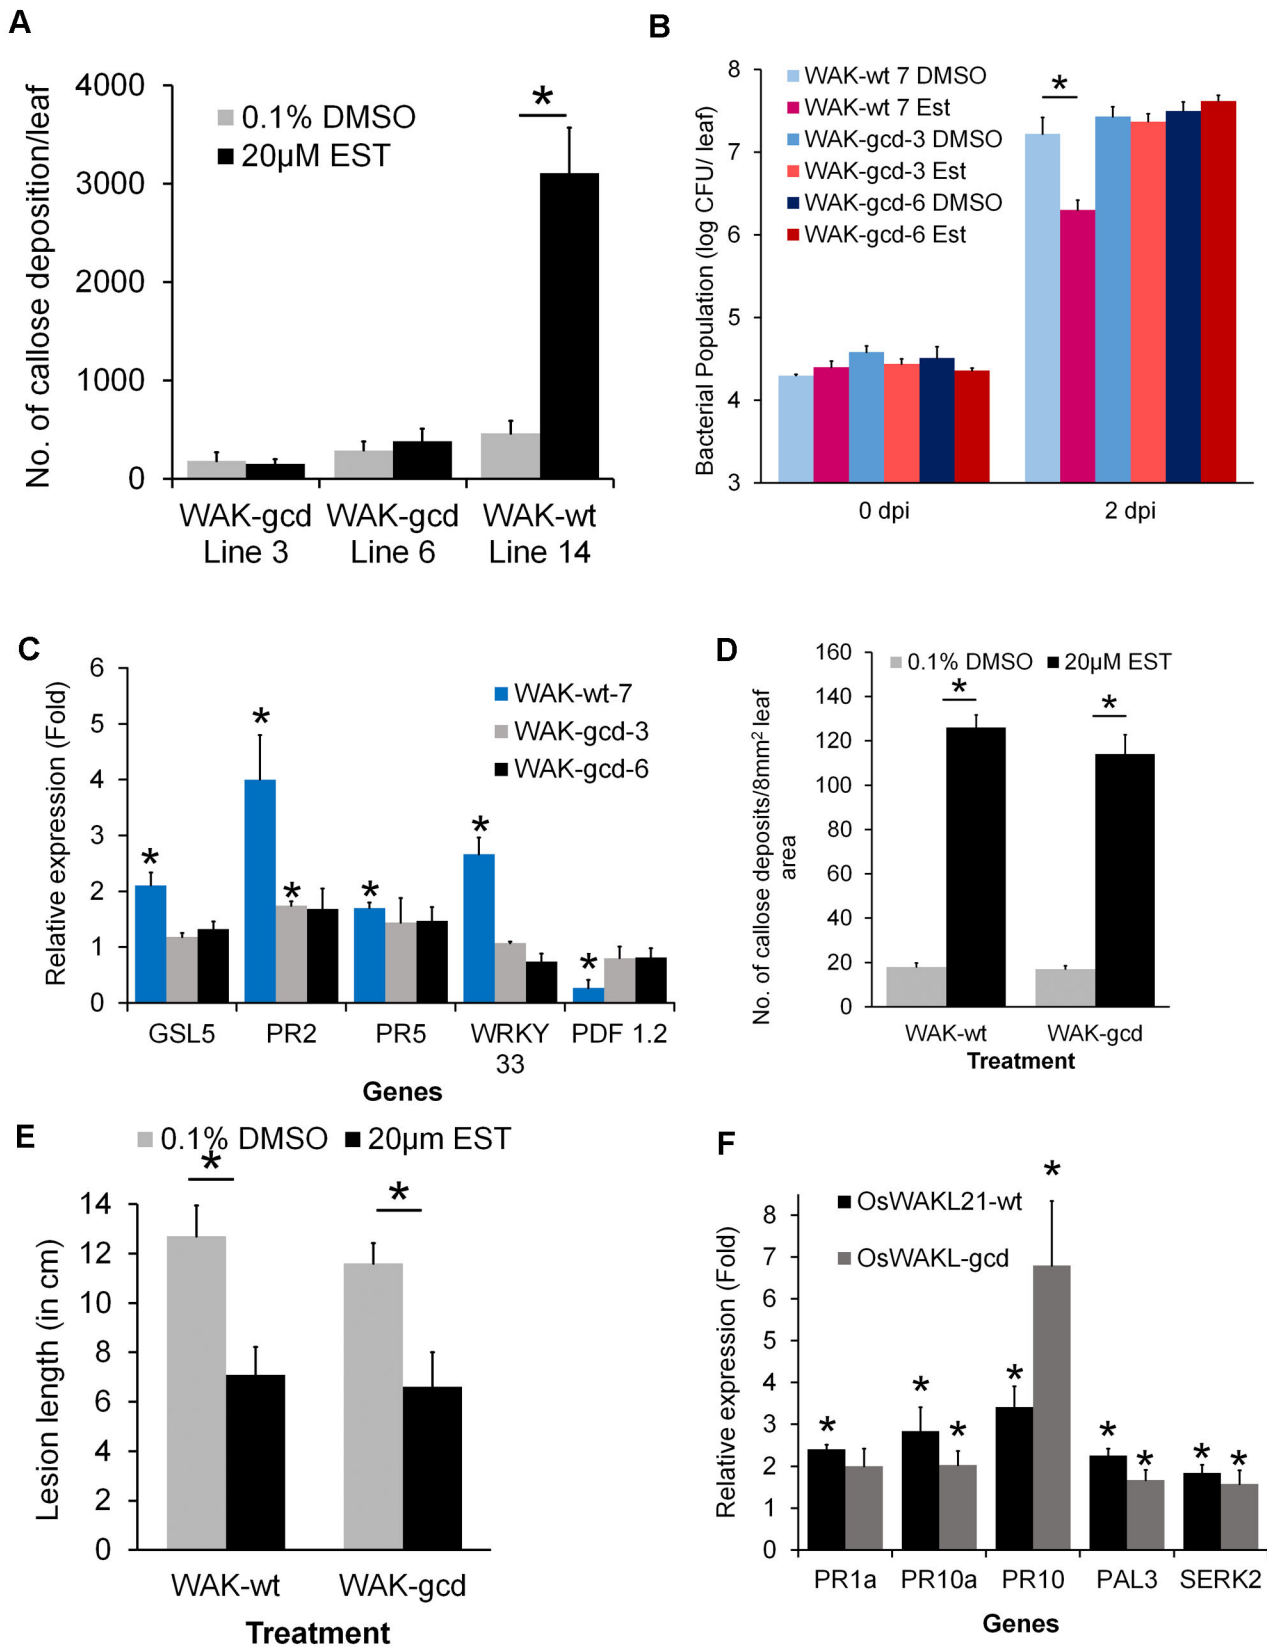 A
No. of callose deposition/leaf
4000
3000
2000
1000
0
0.1% DMSO
20µM EST
*
WAK-gcd
Line 3
WAK-gcd
Line 6
WAK-wt
Line 14
B
Bacterial Population (log CFU/ leaf)
8
7
6
5
4
3
WAK-wt 7 DMSO
WAK-wt 7 Est
WAK-gcd-3 DMSO
WAK-gcd-3 Est
WAK-gcd-6 DMSO
WAK-gcd-6 Est
*
0 dpi
2 dpi
C
Relative expression (Fold)
6
5
4
3
2
1
0
WAK-wt-7
WAK-gcd-3
WAK-gcd-6
*
*
*
*
*
*
GSL5
PR2
PR5
WRKY
33
PDF 1.2
Genes
D
No. of callose deposits/8mm² leaf
area
160
140
120
100
80
60
40
20
0
0.1% DMSO
20µM EST
*
*
WAK-wt
WAK-gcd
Treatment
E
0.1% DMSO
20µm EST
*
*
Lesion length (in cm)
14
12
10
8
6
4
2
0
WAK-wt
WAK-gcd
Treatment
F
Relative expression (Fold)
8
7
6
5
4
3
2
1
0
OsWAKL21-wt
OsWAKL-gcd
*
*
*
*
*
*
*
*
PR1a
PR10a
PR10
PAL3
SERK2
Genes